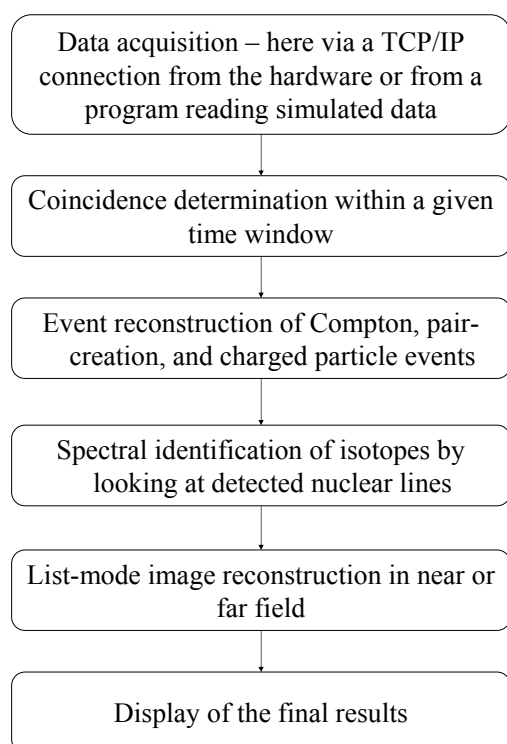 Data acquisition – here via a TCP/IP
connection from the hardware or from a
program reading simulated data
Coincidence determination within a given
time window
Event reconstruction of Compton, pair-
creation, and charged particle events
Spectral identification of isotopes by
looking at detected nuclear lines
List-mode image reconstruction in near or
far field
Display of the final results